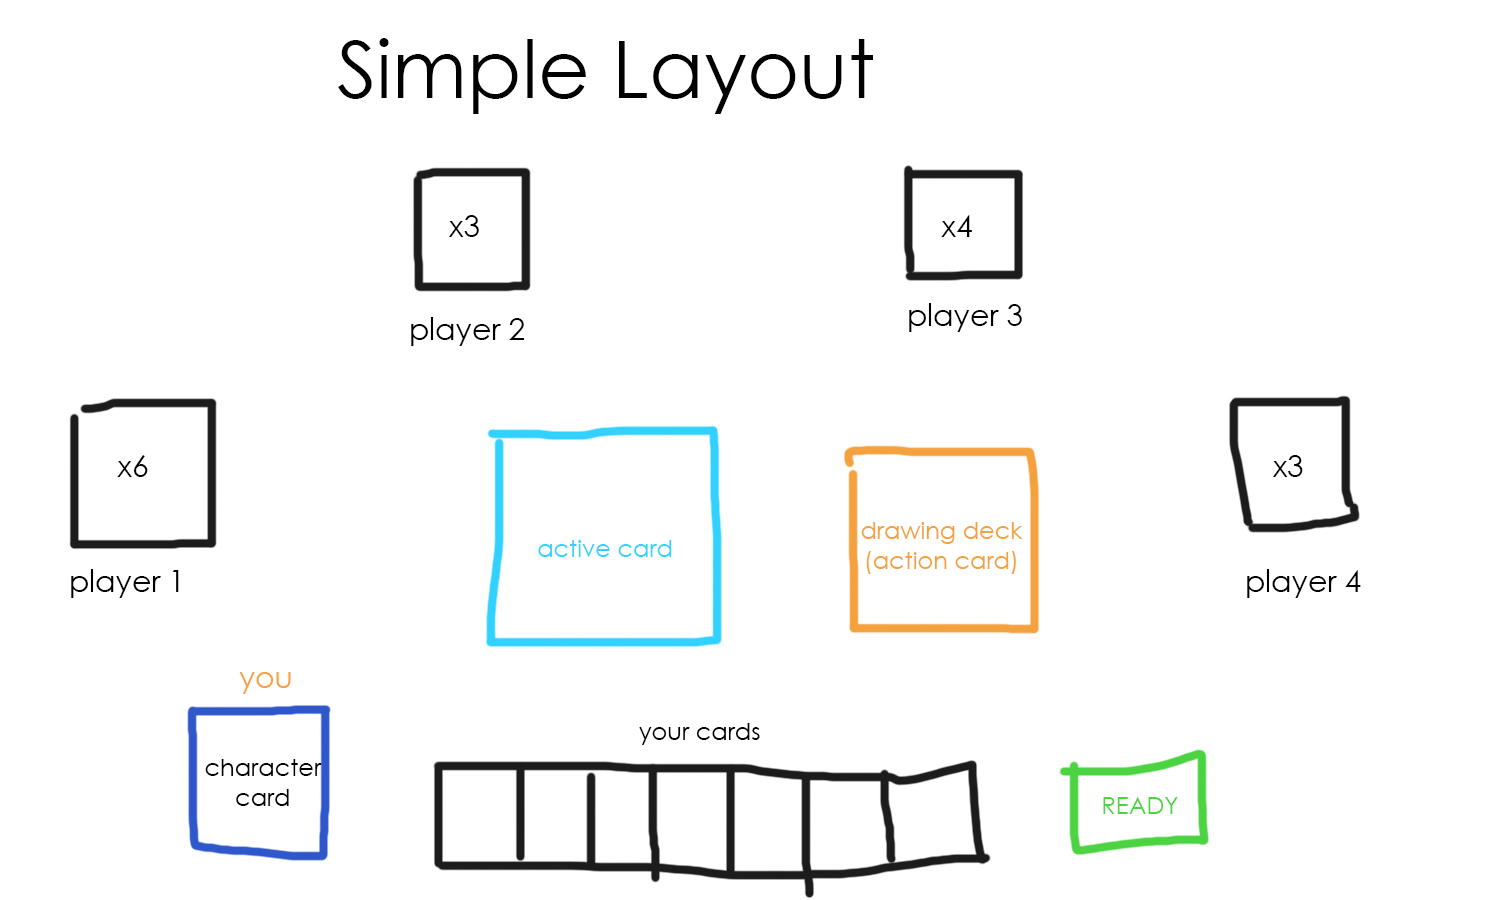 Simple Layout
x3
x4
player 2
player 3
x6
x3
active card
drawing deck
(action card)
player 1
player 4
you
your cards
character
card
READY